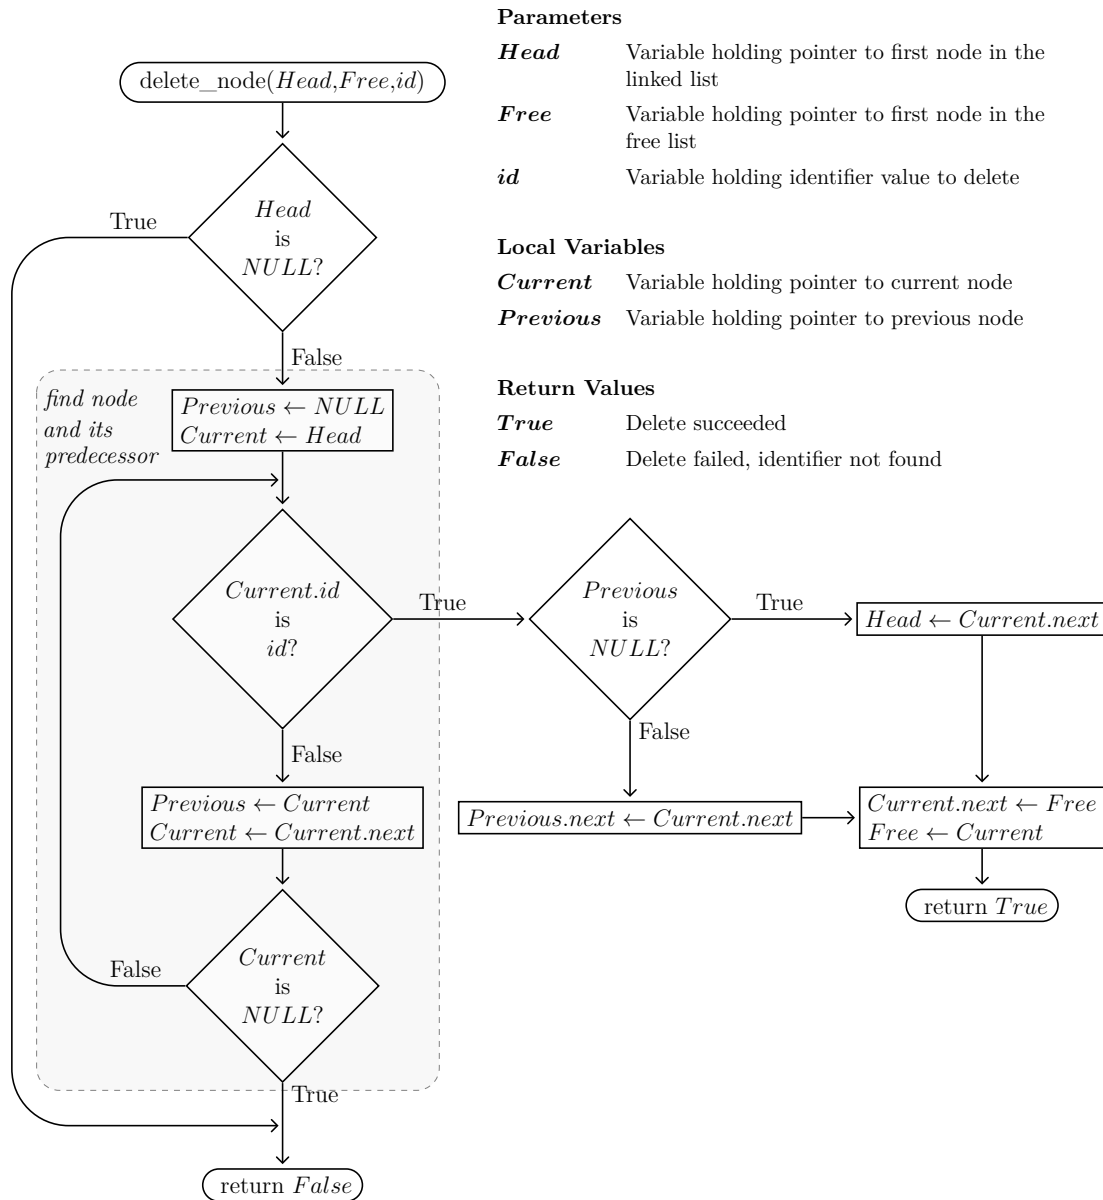 delete_node(Head,Free,id)
Head
is
NULL?
True
False
find node
and its
predecessor
Previous ← NULL
Current ← Head
Current.id
is
id?
True
False
Previous ← Current
Current ← Current.next
Current
is
NULL?
False
True
return False
Previous
is
NULL?
True
False
Head ← Current.next
Previous.next ← Current.next
Current.next ← Free
Free ← Current
return True
Parameters
Head Variable holding pointer to first node in the
linked list
Free Variable holding pointer to first node in the
free list
id Variable holding identifier value to delete
Local Variables
Current Variable holding pointer to current node
Previous Variable holding pointer to previous node
Return Values
True Delete succeeded
False Delete failed, identifier not found